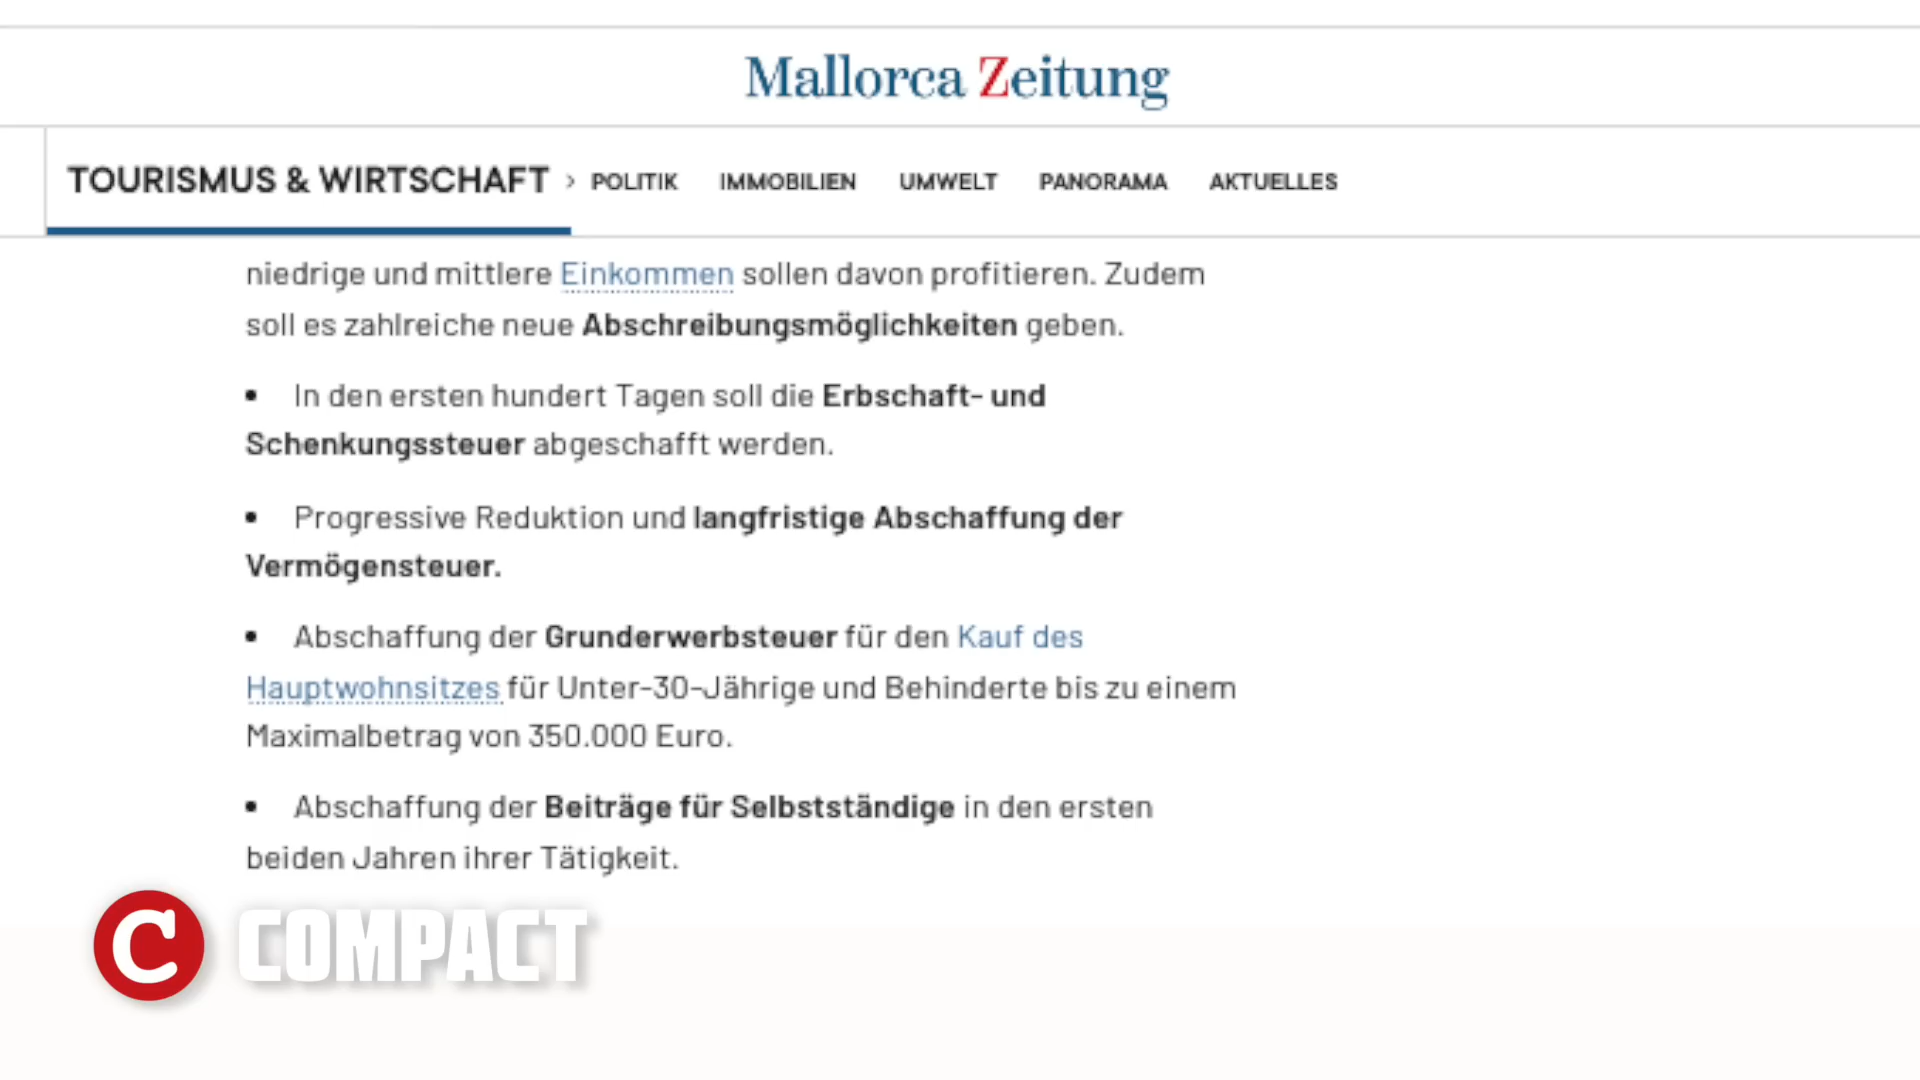 Mallorca Zeitung
TOURISMUS & WIRTSCHAFT › POLITIK IMMOBILIEN UMWELT PANORAMA AKTUELLES
niedrige und mittlere Einkommen sollen davon profitieren. Zudem
soll es zahlreiche neue Abschreibungsmöglichkeiten geben.
• In den ersten hundert Tagen soll die Erbschaft- und
Schenkungssteuer abgeschafft werden.
• Progressive Reduktion und langfristige Abschaffung der
Vermögensteuer.
• Abschaffung der Grunderwerbsteuer für den Kauf des
Hauptwohnsitzes für Unter-30-Jährige und Behinderte bis zu einem
Maximalbetrag von 350.000 Euro.
• Abschaffung der Beiträge für Selbstständige in den ersten
beiden Jahren ihrer Tätigkeit.
C COMPACT